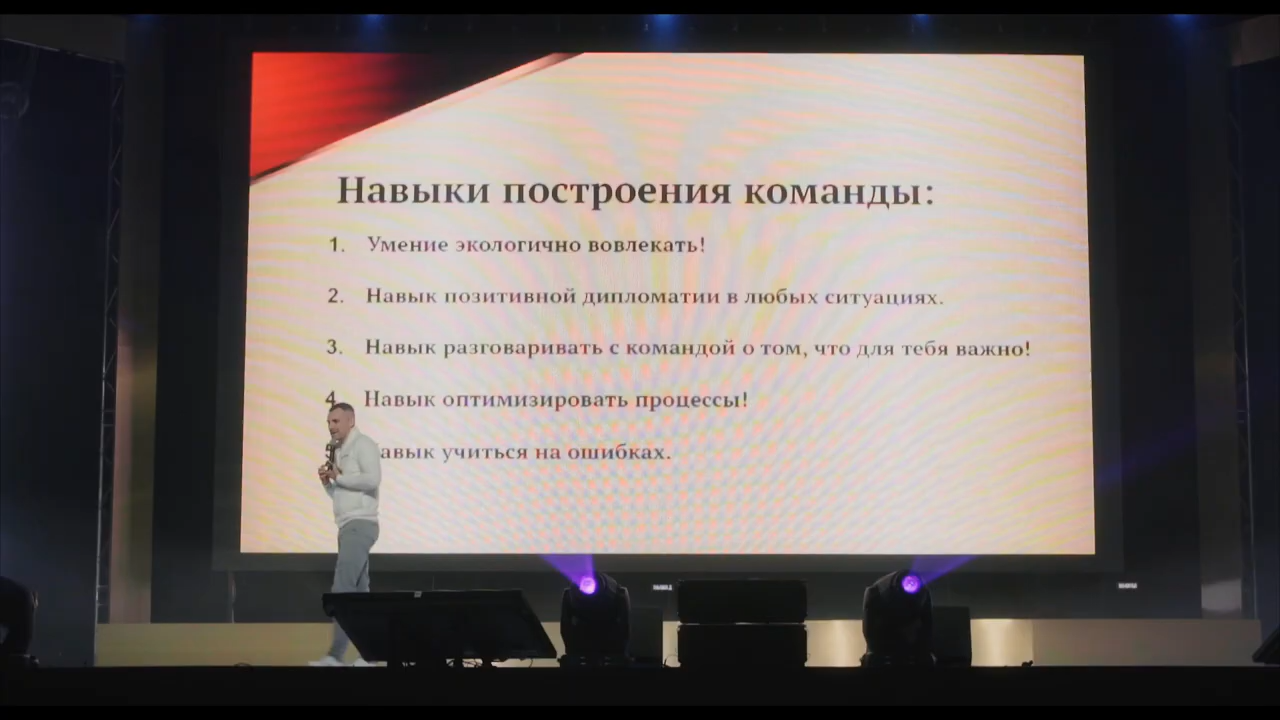 Навыки построения команды:
1. Умение экологично вовлекать!
2. Навык позитивной дипломатии в любых ситуациях.
3. Навык разговаривать с командой о том, что для тебя важно!
4. Навык оптимизировать процессы!
авык учиться на ошибках.